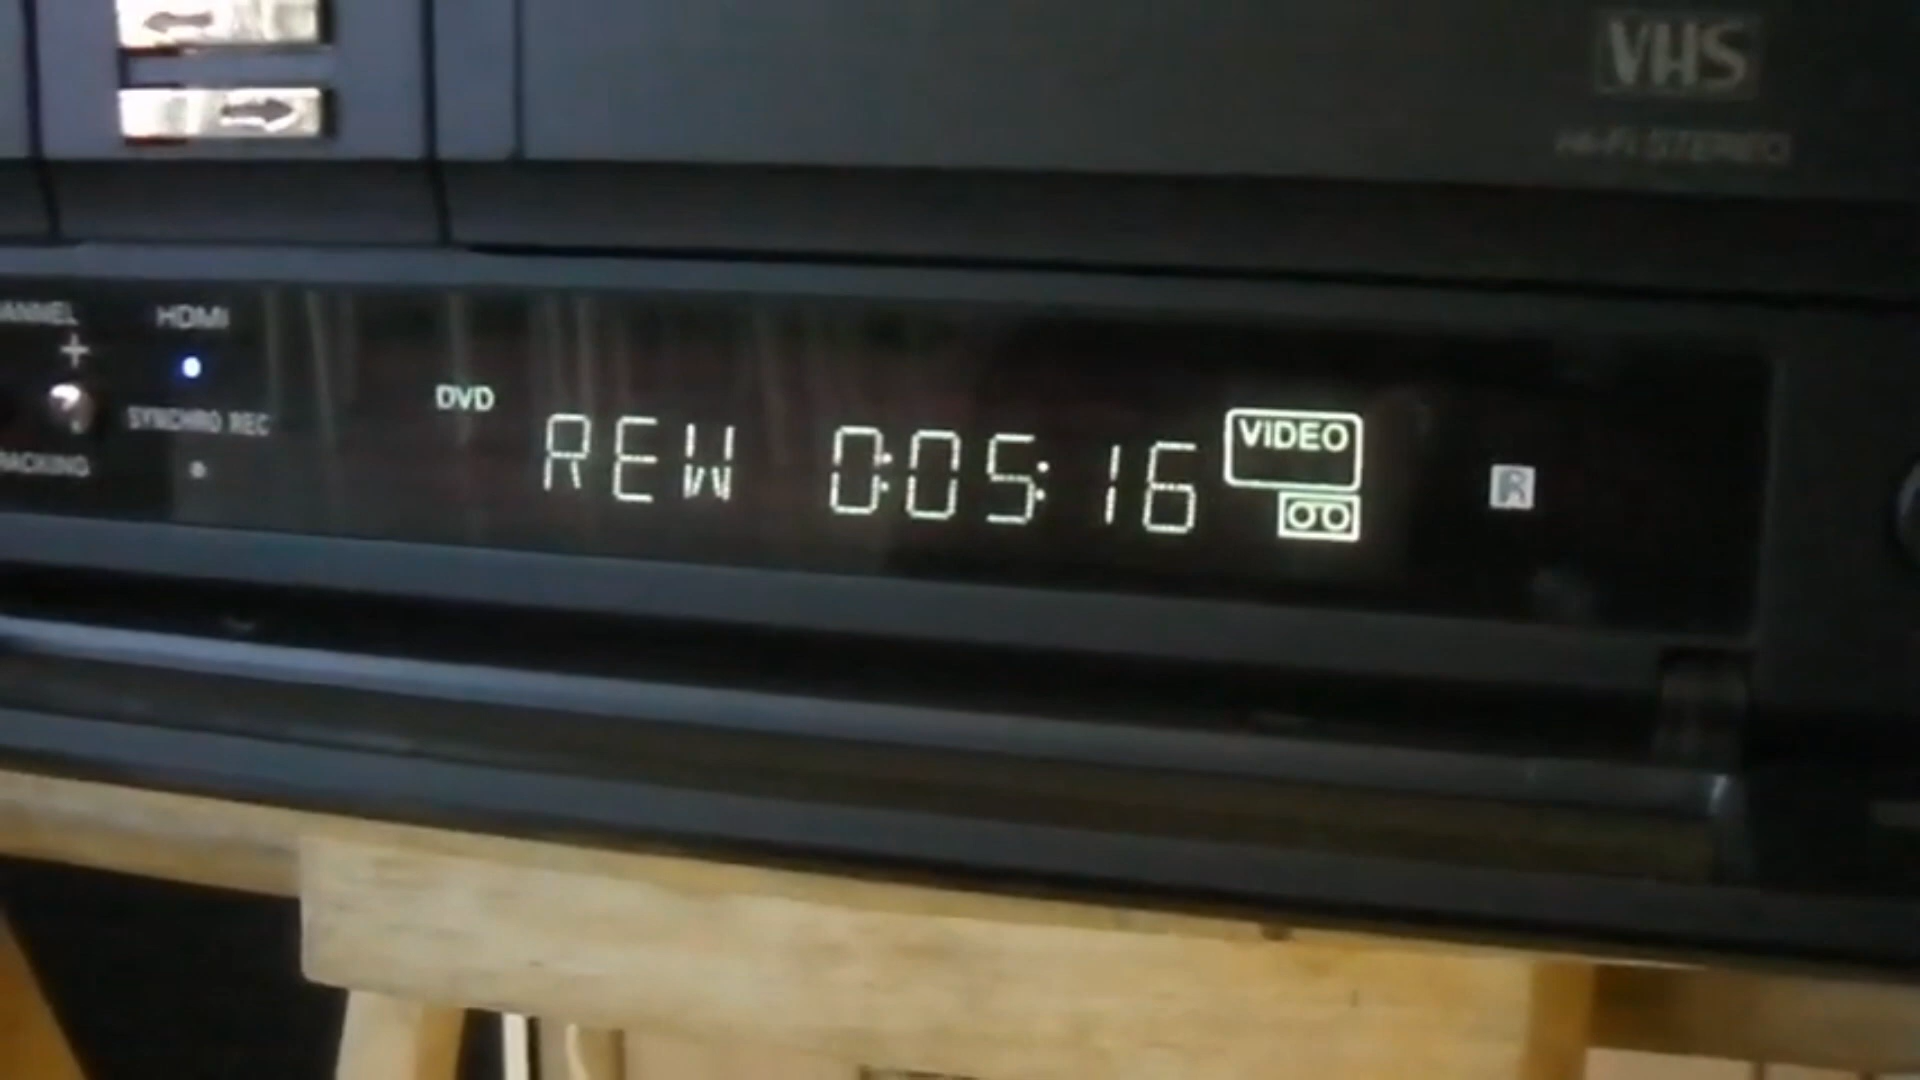 VHS
Hi-Fi STEREO
HDMI
DVD
SYNCHRO REC
REW 0:05:16
VIDEO
R